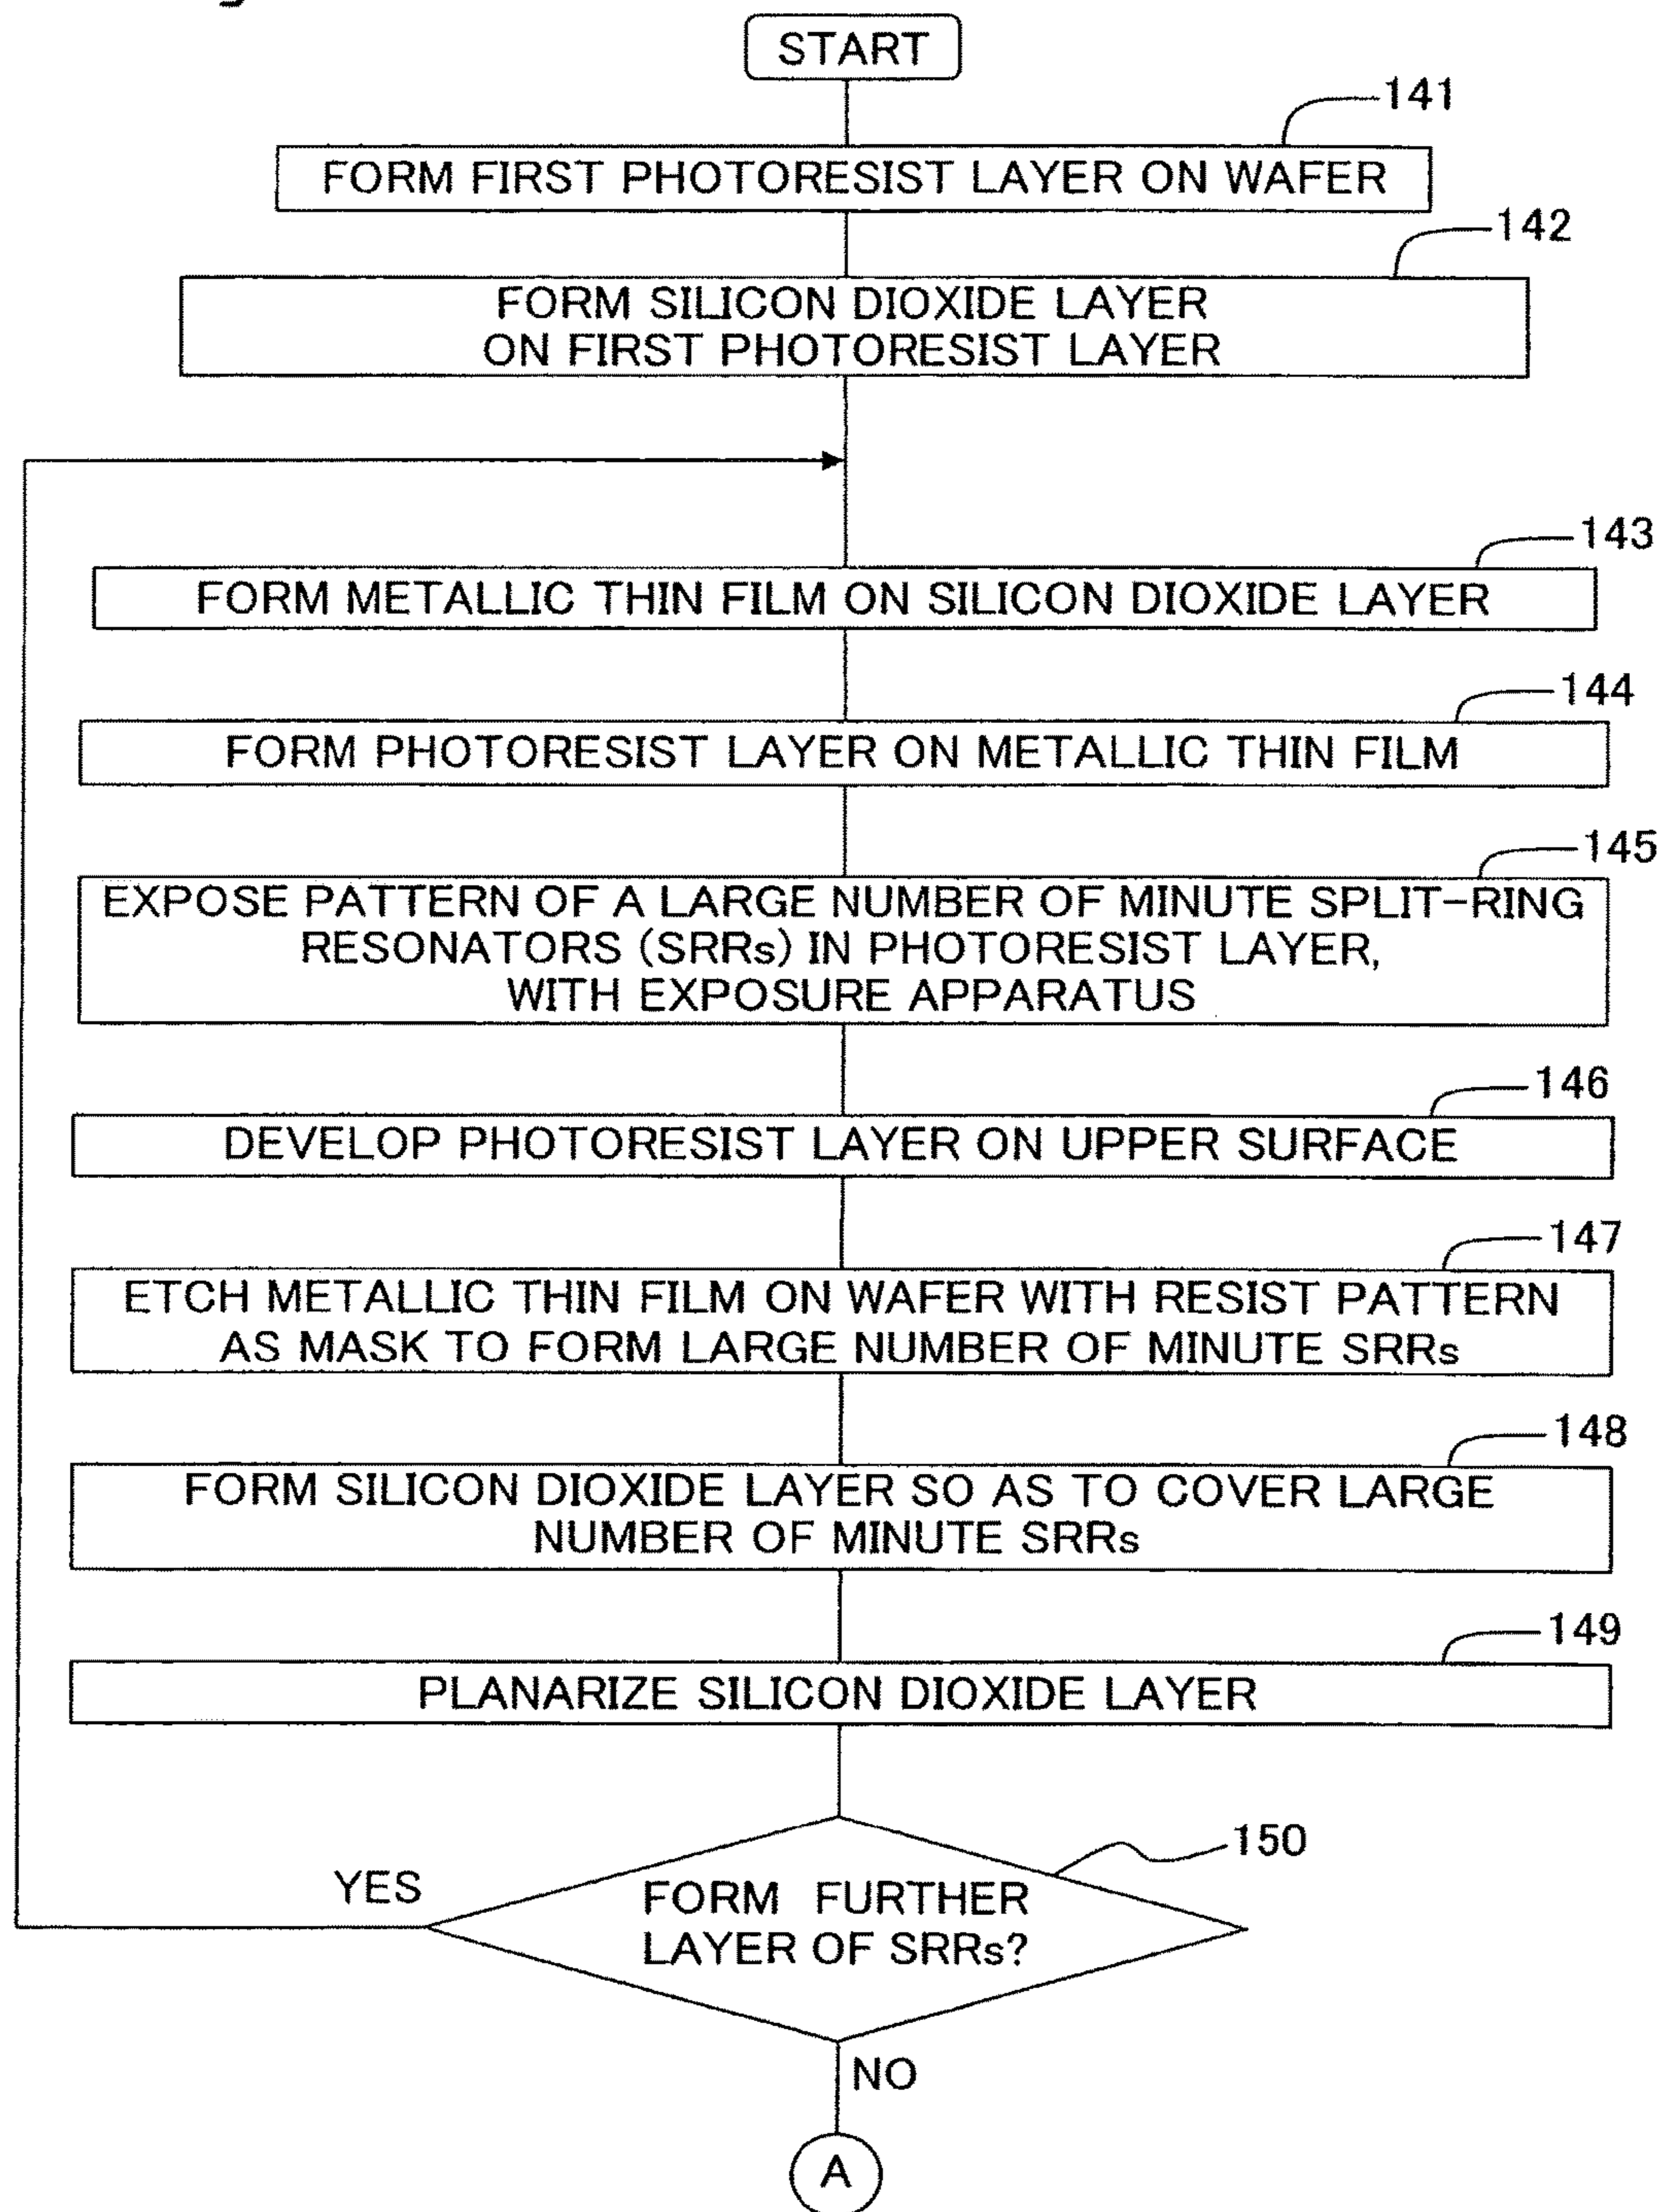 START
141
FORM FIRST PHOTORESIST LAYER ON WAFER
142
FORM SILICON DIOXIDE LAYER
ON FIRST PHOTORESIST LAYER
143
FORM METALLIC THIN FILM ON SILICON DIOXIDE LAYER
144
FORM PHOTORESIST LAYER ON METALLIC THIN FILM
145
EXPOSE PATTERN OF A LARGE NUMBER OF MINUTE SPLIT-RING
RESONATORS (SRRs) IN PHOTORESIST LAYER,
WITH EXPOSURE APPARATUS
146
DEVELOP PHOTORESIST LAYER ON UPPER SURFACE
147
ETCH METALLIC THIN FILM ON WAFER WITH RESIST PATTERN
AS MASK TO FORM LARGE NUMBER OF MINUTE SRRs
148
FORM SILICON DIOXIDE LAYER SO AS TO COVER LARGE
NUMBER OF MINUTE SRRs
149
PLANARIZE SILICON DIOXIDE LAYER
150
YES
FORM FURTHER
LAYER OF SRRs?
NO
A